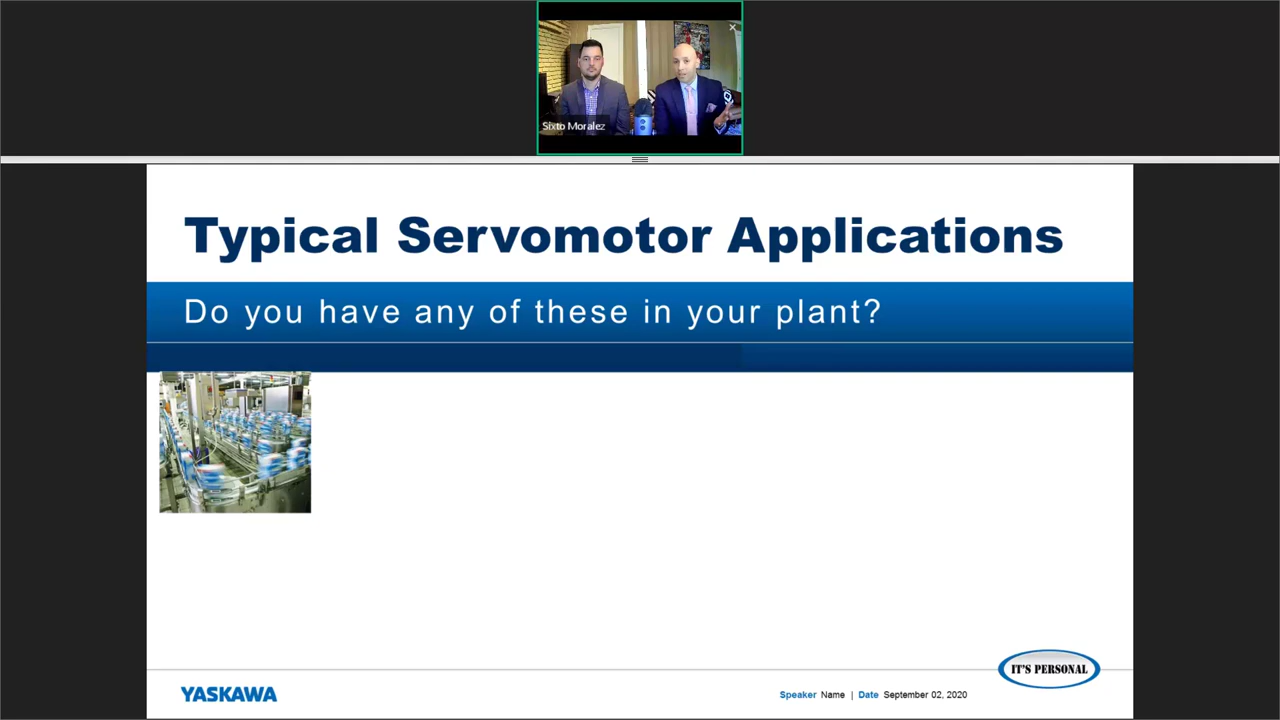 Sixto Moralez
Typical Servomotor Applications
Do you have any of these in your plant?
IT'S PERSONAL
YASKAWA
Speaker Name | Date September 02, 2020